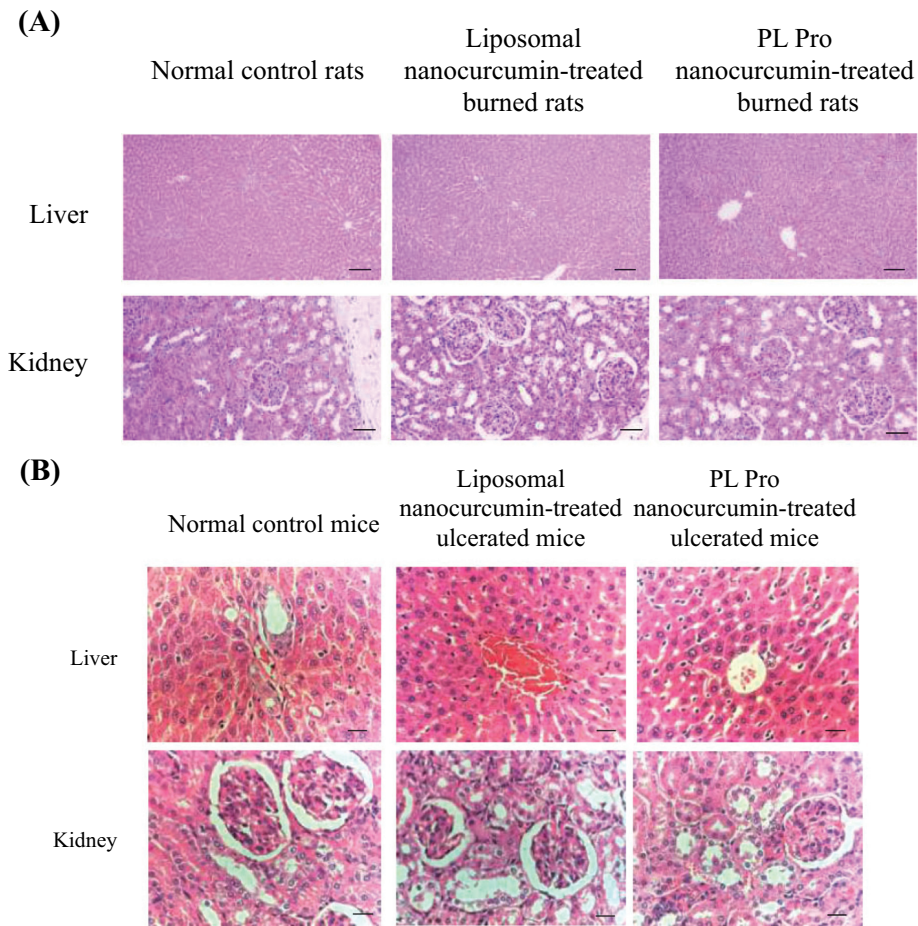 (A)
Normal control rats
Liposomal
nanocurcumin-treated
burned rats
PL Pro
nanocurcumin-treated
burned rats
Liver
Kidney
(B)
Normal control mice
Liposomal
nanocurcumin-treated
ulcerated mice
PL Pro
nanocurcumin-treated
ulcerated mice
Liver
Kidney